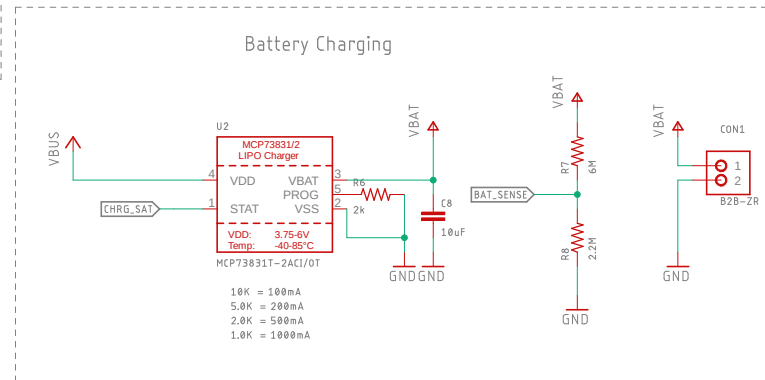 Battery Charging
U2
MCP73831/2
LIPO Charger
VBUS
4
VDD
VBAT
3
PROG
5
1
STAT
VSS
2
CHRG_SAT
VDD: 3.75-6V
Temp: -40-85°C
MCP73831T-2ACI/OT
R6
2k
VBAT
C8
10uF
GND
GND
10K = 100mA
5.0K = 200mA
2.0K = 500mA
1.0K = 1000mA
VBAT
R7
6M
BAT_SENSE
R8
2.2M
GND
VBAT
CON1
1
2
B2B-ZR
GND